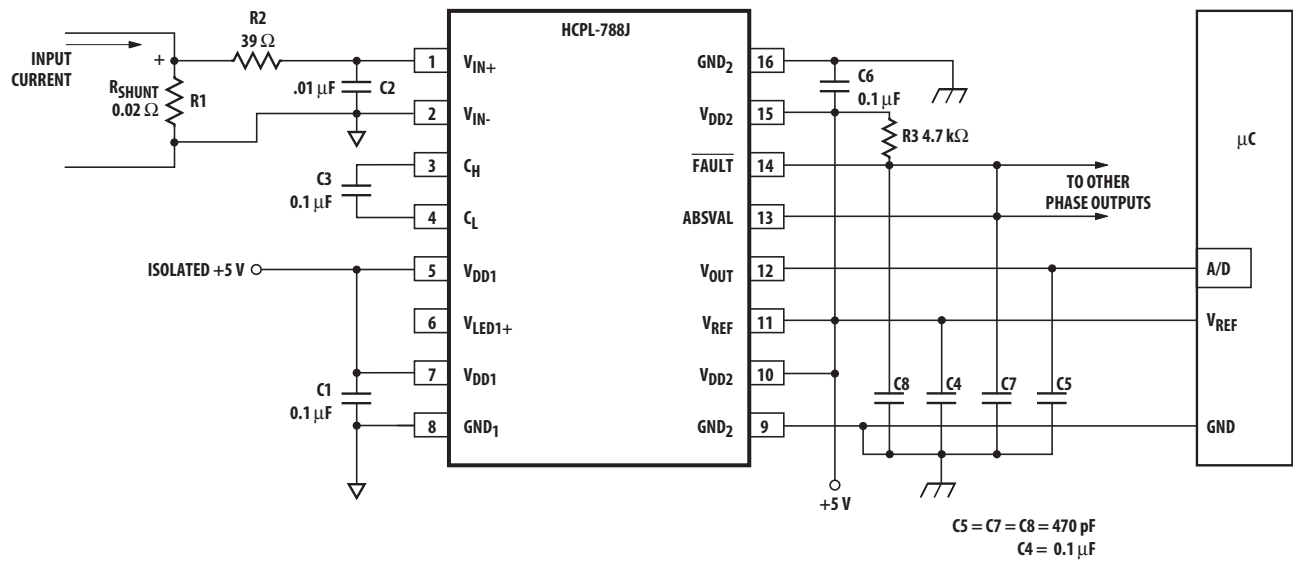 HCPL-788J
INPUT
CURRENT
+
R2
39 Ω
R_SHUNT
0.02 Ω
R1
.01 μF
C2
C3
0.1 μF
ISOLATED +5 V
C1
0.1 μF
1 V_IN+
2 V_IN-
3 C_H
4 C_L
5 V_DD1
6 V_LED1+
7 V_DD1
8 GND_1
GND_2 16
V_DD2 15
F̅A̅U̅L̅T̅ 14
ABSVAL 13
V_OUT 12
V_REF 11
V_DD2 10
GND_2 9
C6
0.1 μF
R3 4.7 kΩ
TO OTHER
PHASE OUTPUTS
C8
C4
C7
C5
+5 V
μC
A/D
V_REF
GND
C5 = C7 = C8 = 470 pF
C4 = 0.1 μF